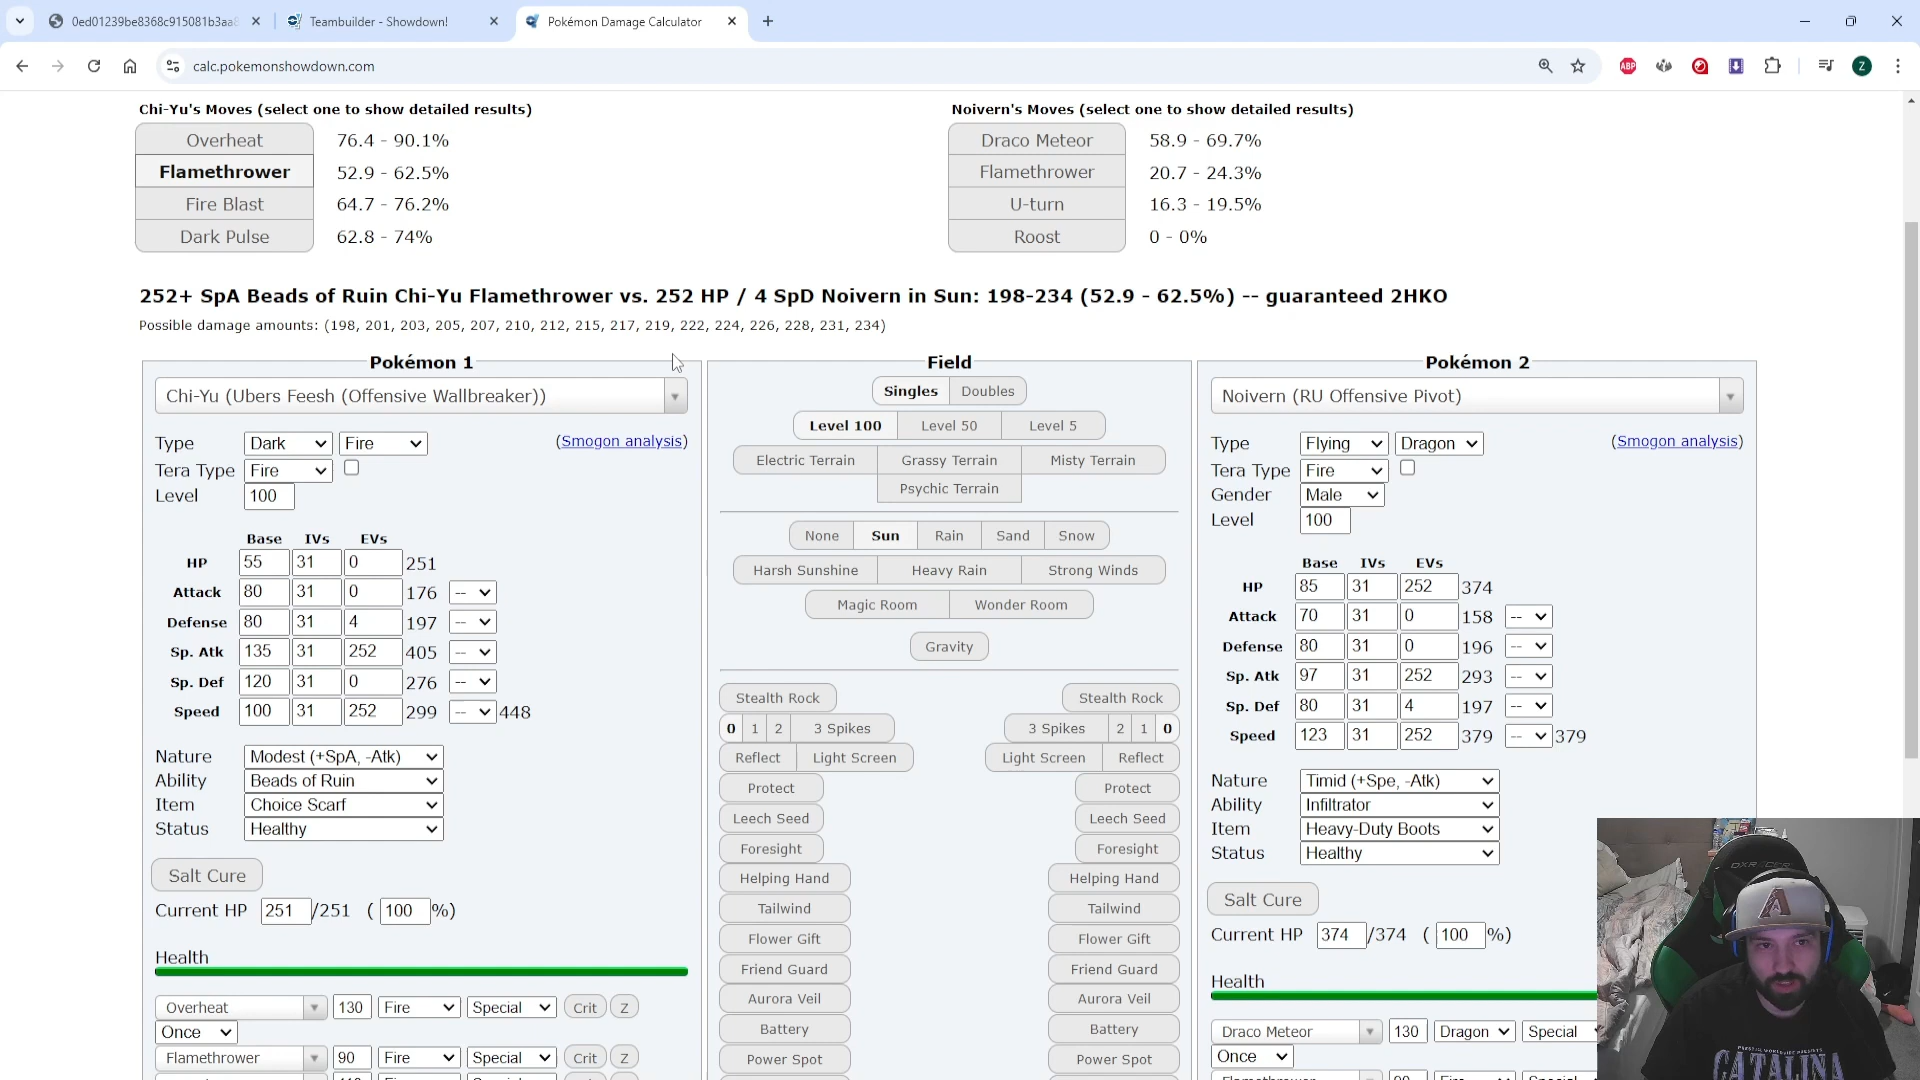 0ed01239be8368c915081b3aa8
Teambuilder - Showdown!
Pokémon Damage Calculator
calc.pokemonshowdown.com
ABP
Z
Chi-Yu's Moves (select one to show detailed results)
Overheat 76.4 - 90.1%
Flamethrower 52.9 - 62.5%
Fire Blast 64.7 - 76.2%
Dark Pulse 62.8 - 74%
Noivern's Moves (select one to show detailed results)
Draco Meteor 58.9 - 69.7%
Flamethrower 20.7 - 24.3%
U-turn 16.3 - 19.5%
Roost 0 - 0%
252+ SpA Beads of Ruin Chi-Yu Flamethrower vs. 252 HP / 4 SpD Noivern in Sun: 198-234 (52.9 - 62.5%) -- guaranteed 2HKO
Possible damage amounts: (198, 201, 203, 205, 207, 210, 212, 215, 217, 219, 222, 224, 226, 228, 231, 234)
Pokémon 1
Chi-Yu (Ubers Feesh (Offensive Wallbreaker))
Type Dark Fire (Smogon analysis)
Tera Type Fire
Level 100
Base IVs EVs
HP 55 31 0 251
Attack 80 31 0 176 --
Defense 80 31 4 197 --
Sp. Atk 135 31 252 405 --
Sp. Def 120 31 0 276 --
Speed 100 31 252 299 -- 448
Nature Modest (+SpA, -Atk)
Ability Beads of Ruin
Item Choice Scarf
Status Healthy
Salt Cure
Current HP 251 /251 ( 100 %)
Health
Overheat 130 Fire Special Crit Z
Once
Flamethrower 90 Fire Special Crit Z
Field
Singles Doubles
Level 100 Level 50 Level 5
Electric Terrain Grassy Terrain Misty Terrain
Psychic Terrain
None Sun Rain Sand Snow
Harsh Sunshine Heavy Rain Strong Winds
Magic Room Wonder Room
Gravity
Stealth Rock Stealth Rock
0 1 2 3 Spikes 3 Spikes 2 1 0
Reflect Light Screen Light Screen Reflect
Protect Protect
Leech Seed Leech Seed
Foresight Foresight
Helping Hand Helping Hand
Tailwind Tailwind
Flower Gift Flower Gift
Friend Guard Friend Guard
Aurora Veil Aurora Veil
Battery Battery
Power Spot Power Spot
Pokémon 2
Noivern (RU Offensive Pivot)
Type Flying Dragon (Smogon analysis)
Tera Type Fire
Gender Male
Level 100
Base IVs EVs
HP 85 31 252 374
Attack 70 31 0 158 --
Defense 80 31 0 196 --
Sp. Atk 97 31 252 293 --
Sp. Def 80 31 4 197 --
Speed 123 31 252 379 -- 379
Nature Timid (+Spe, -Atk)
Ability Infiltrator
Item Heavy-Duty Boots
Status Healthy
Salt Cure
Current HP 374 /374 ( 100 %)
Health
Draco Meteor 130 Dragon Special
Once
DXRACER
A
CATALINA